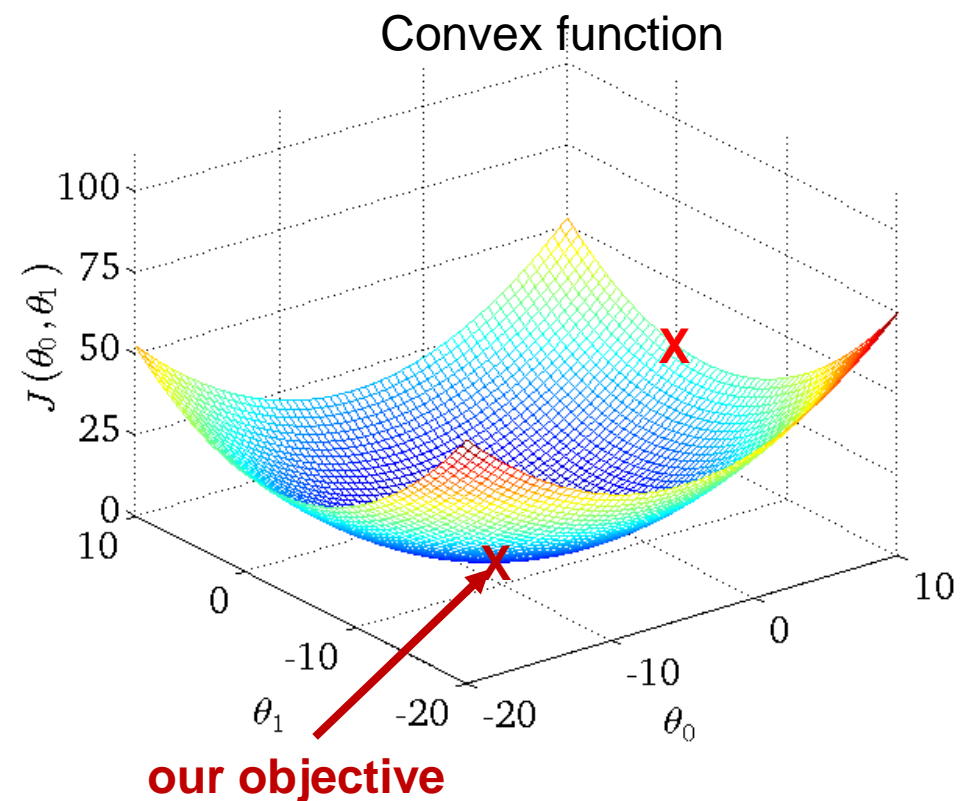 Convex function
100
75
50
25
0
J (θ₀, θ₁)
X
X
10
0
-10
-20
θ₁
-20
-10
0
10
θ₀
our objective